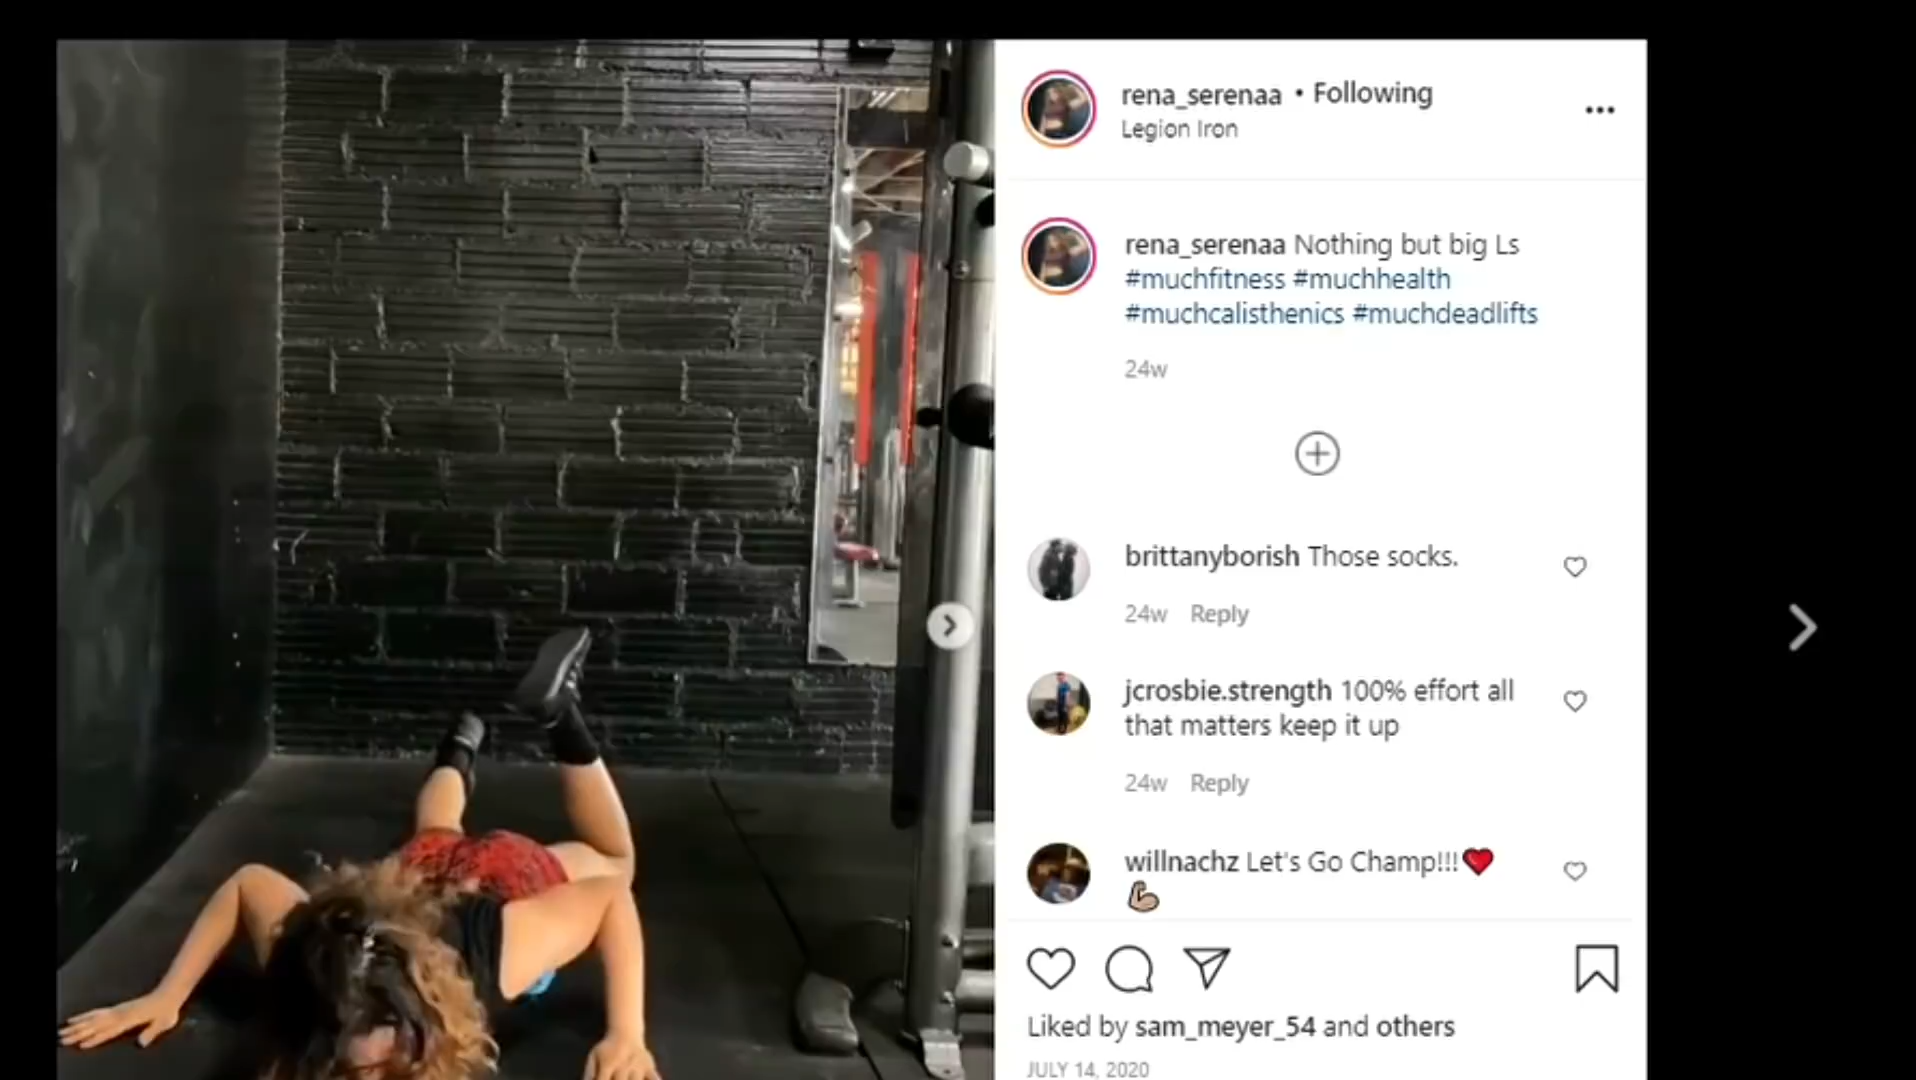 rena_serenaa • Following
Legion Iron
rena_serenaa Nothing but big Ls
#muchfitness #muchhealth
#muchcalisthenics #muchdeadlifts
24w
brittanyborish Those socks.
24w Reply
jcrosbie.strength 100% effort all
that matters keep it up
24w Reply
willnachz Let's Go Champ!!!❤️
💪🏼
Liked by sam_meyer_54 and others
JULY 14, 2020